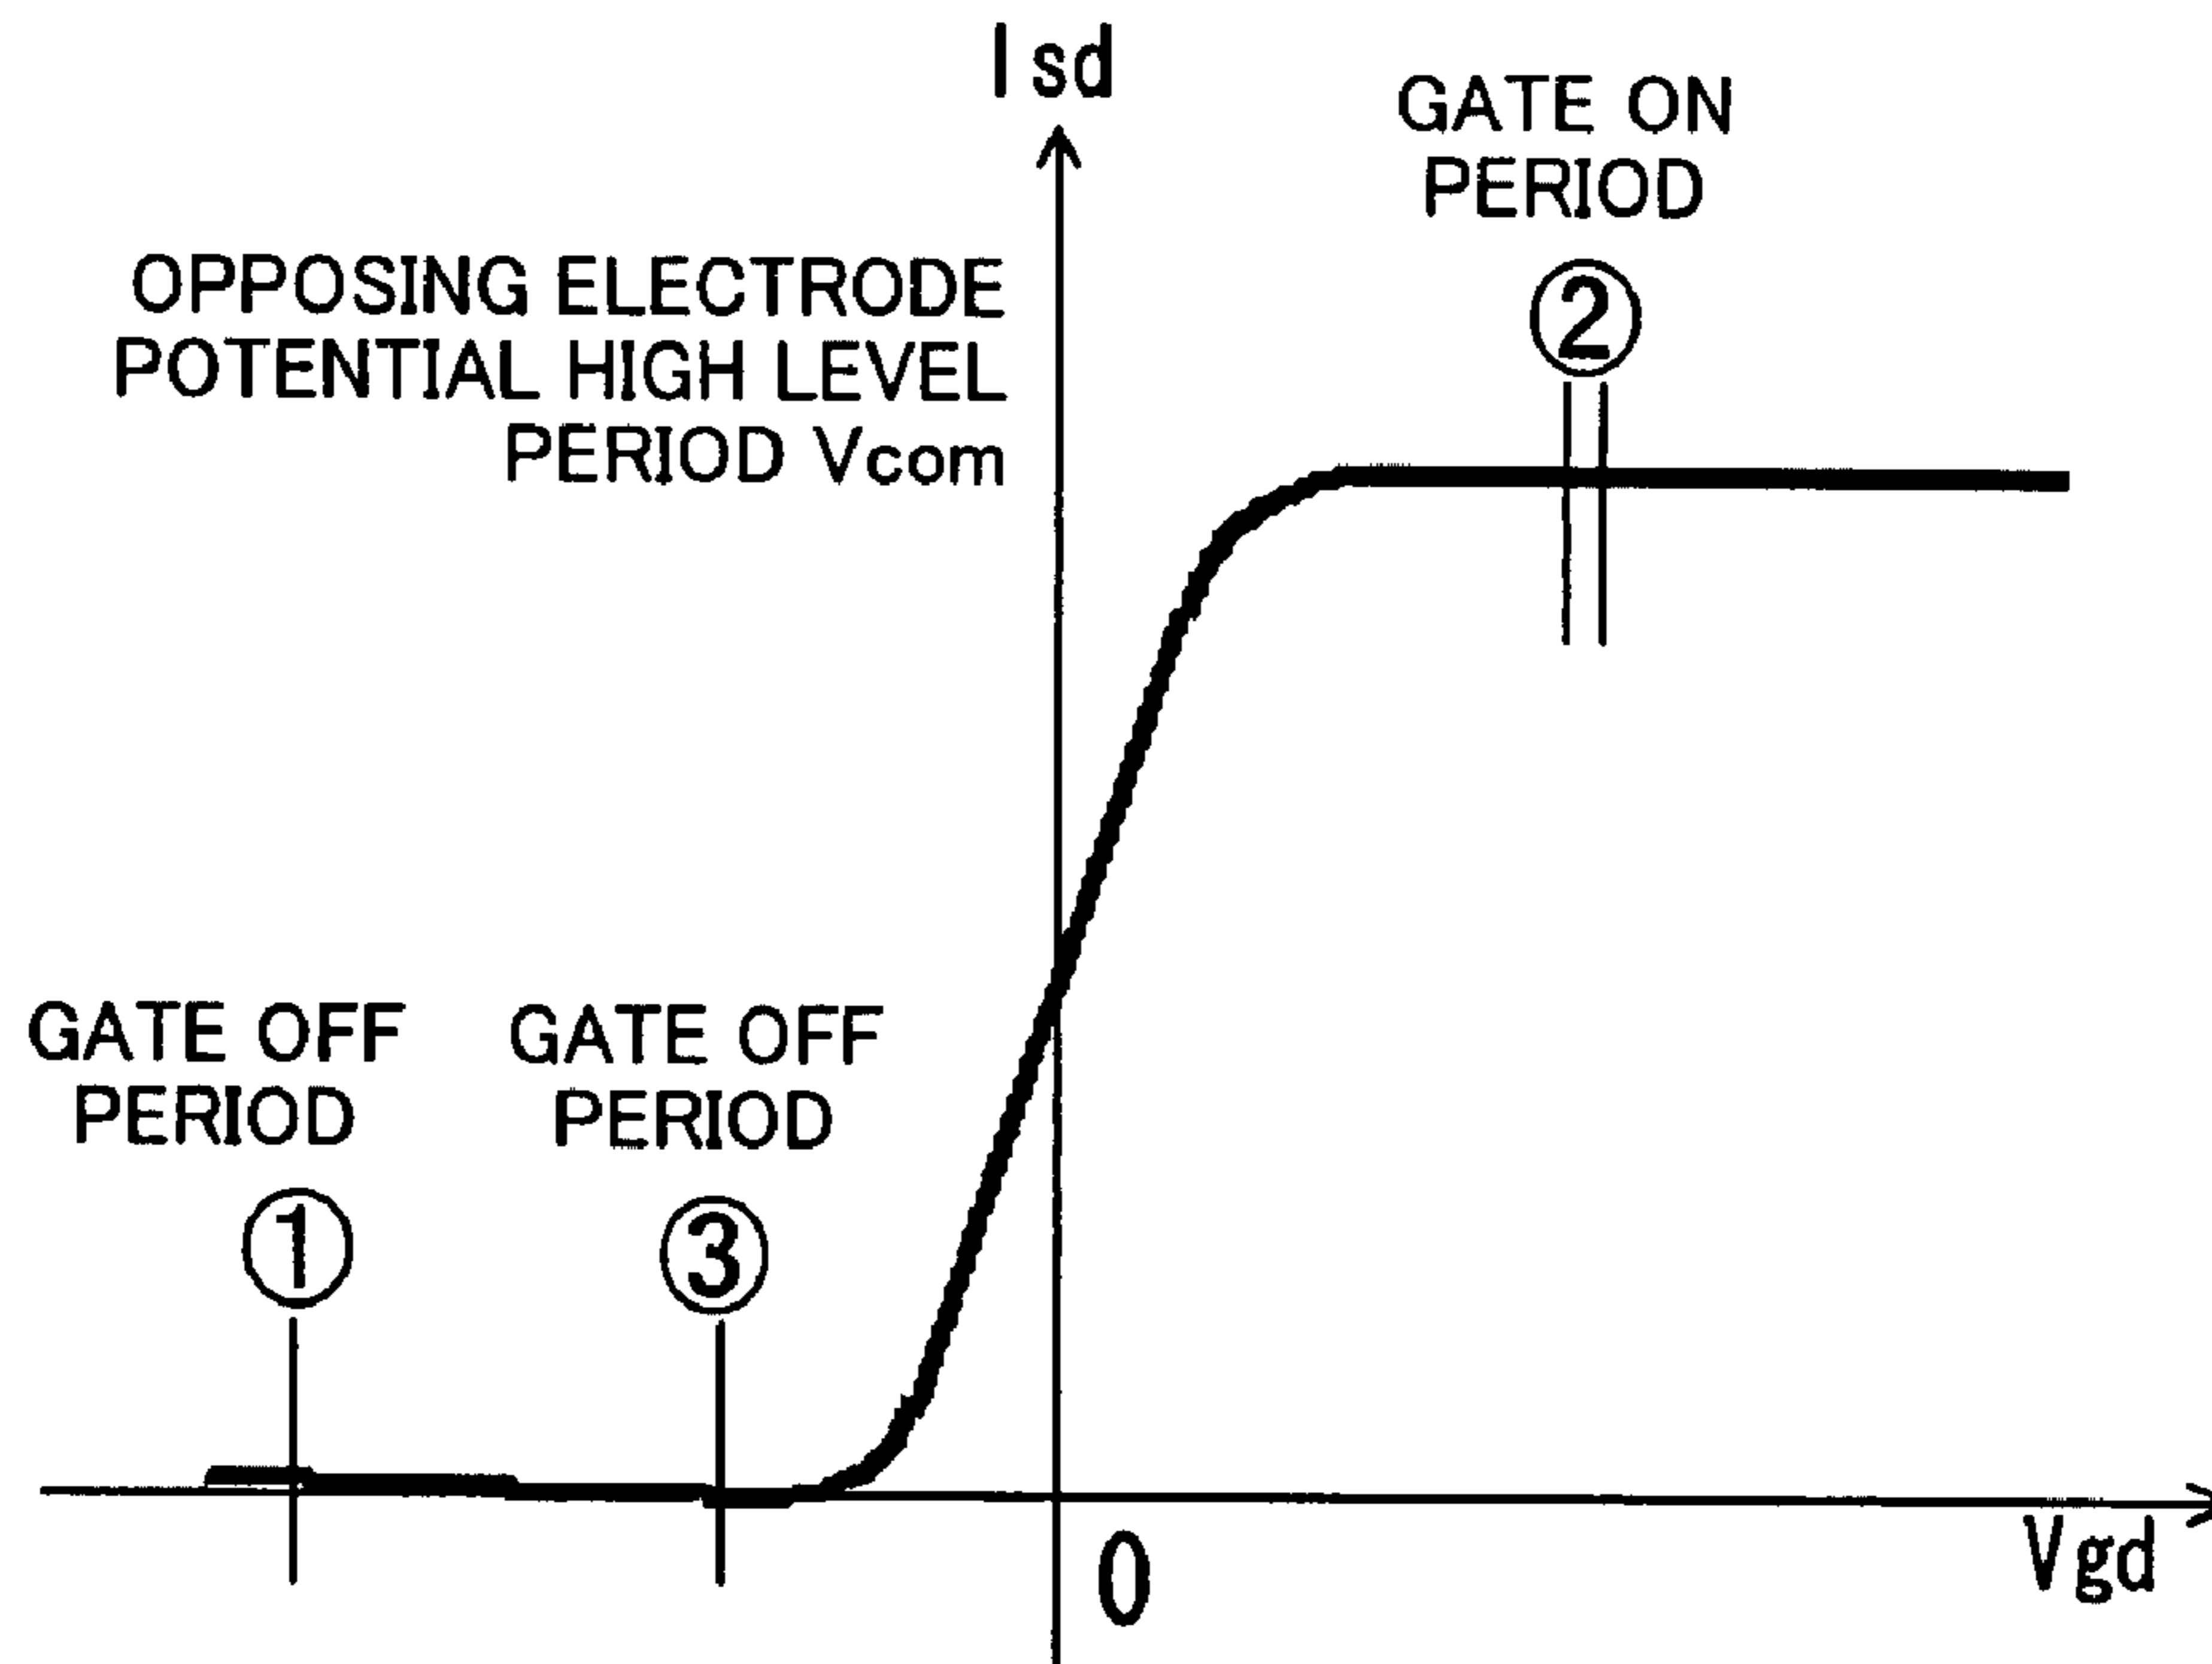 Isd
GATE ON
PERIOD
②
OPPOSING ELECTRODE
POTENTIAL HIGH LEVEL
PERIOD Vcom
GATE OFF
PERIOD
①
GATE OFF
PERIOD
③
0
Vgd